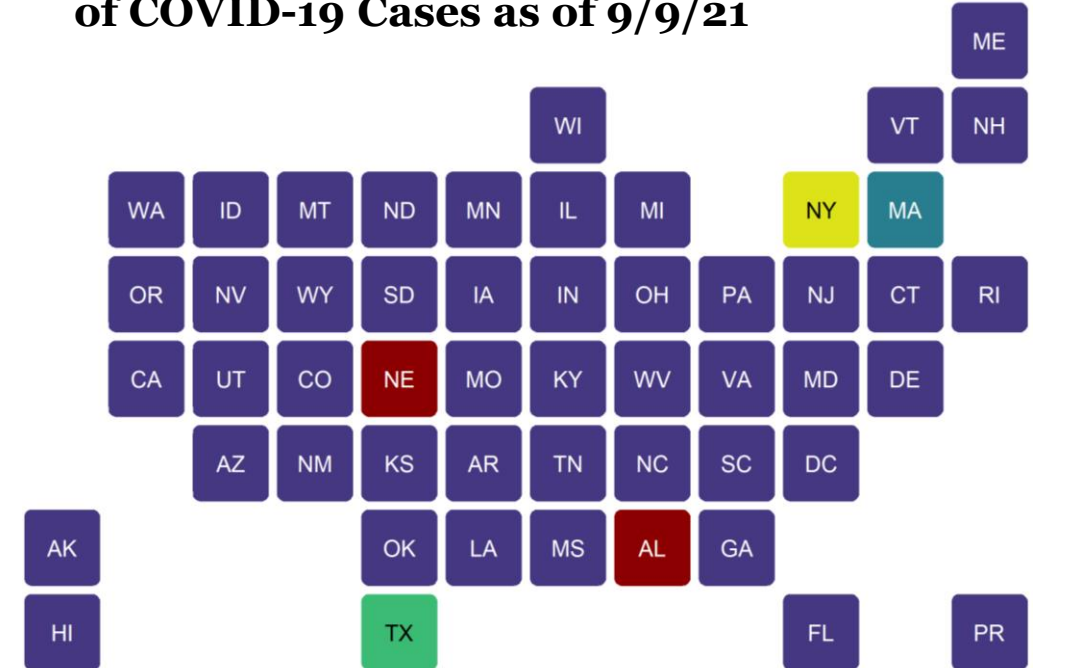 of COVID-19 Cases as of 9/9/21
ME
WI VT NH
WA ID MT ND MN IL MI NY MA
OR NV WY SD IA IN OH PA NJ CT RI
CA UT CO NE MO KY WV VA MD DE
AZ NM KS AR TN NC SC DC
AK OK LA MS AL GA
HI TX FL PR